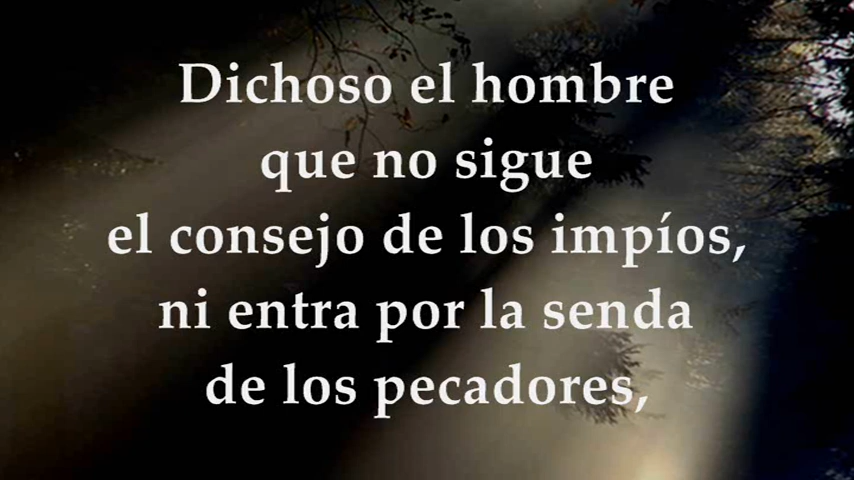 Dichoso el hombre
que no sigue
el consejo de los impíos,
ni entra por la senda
de los pecadores,